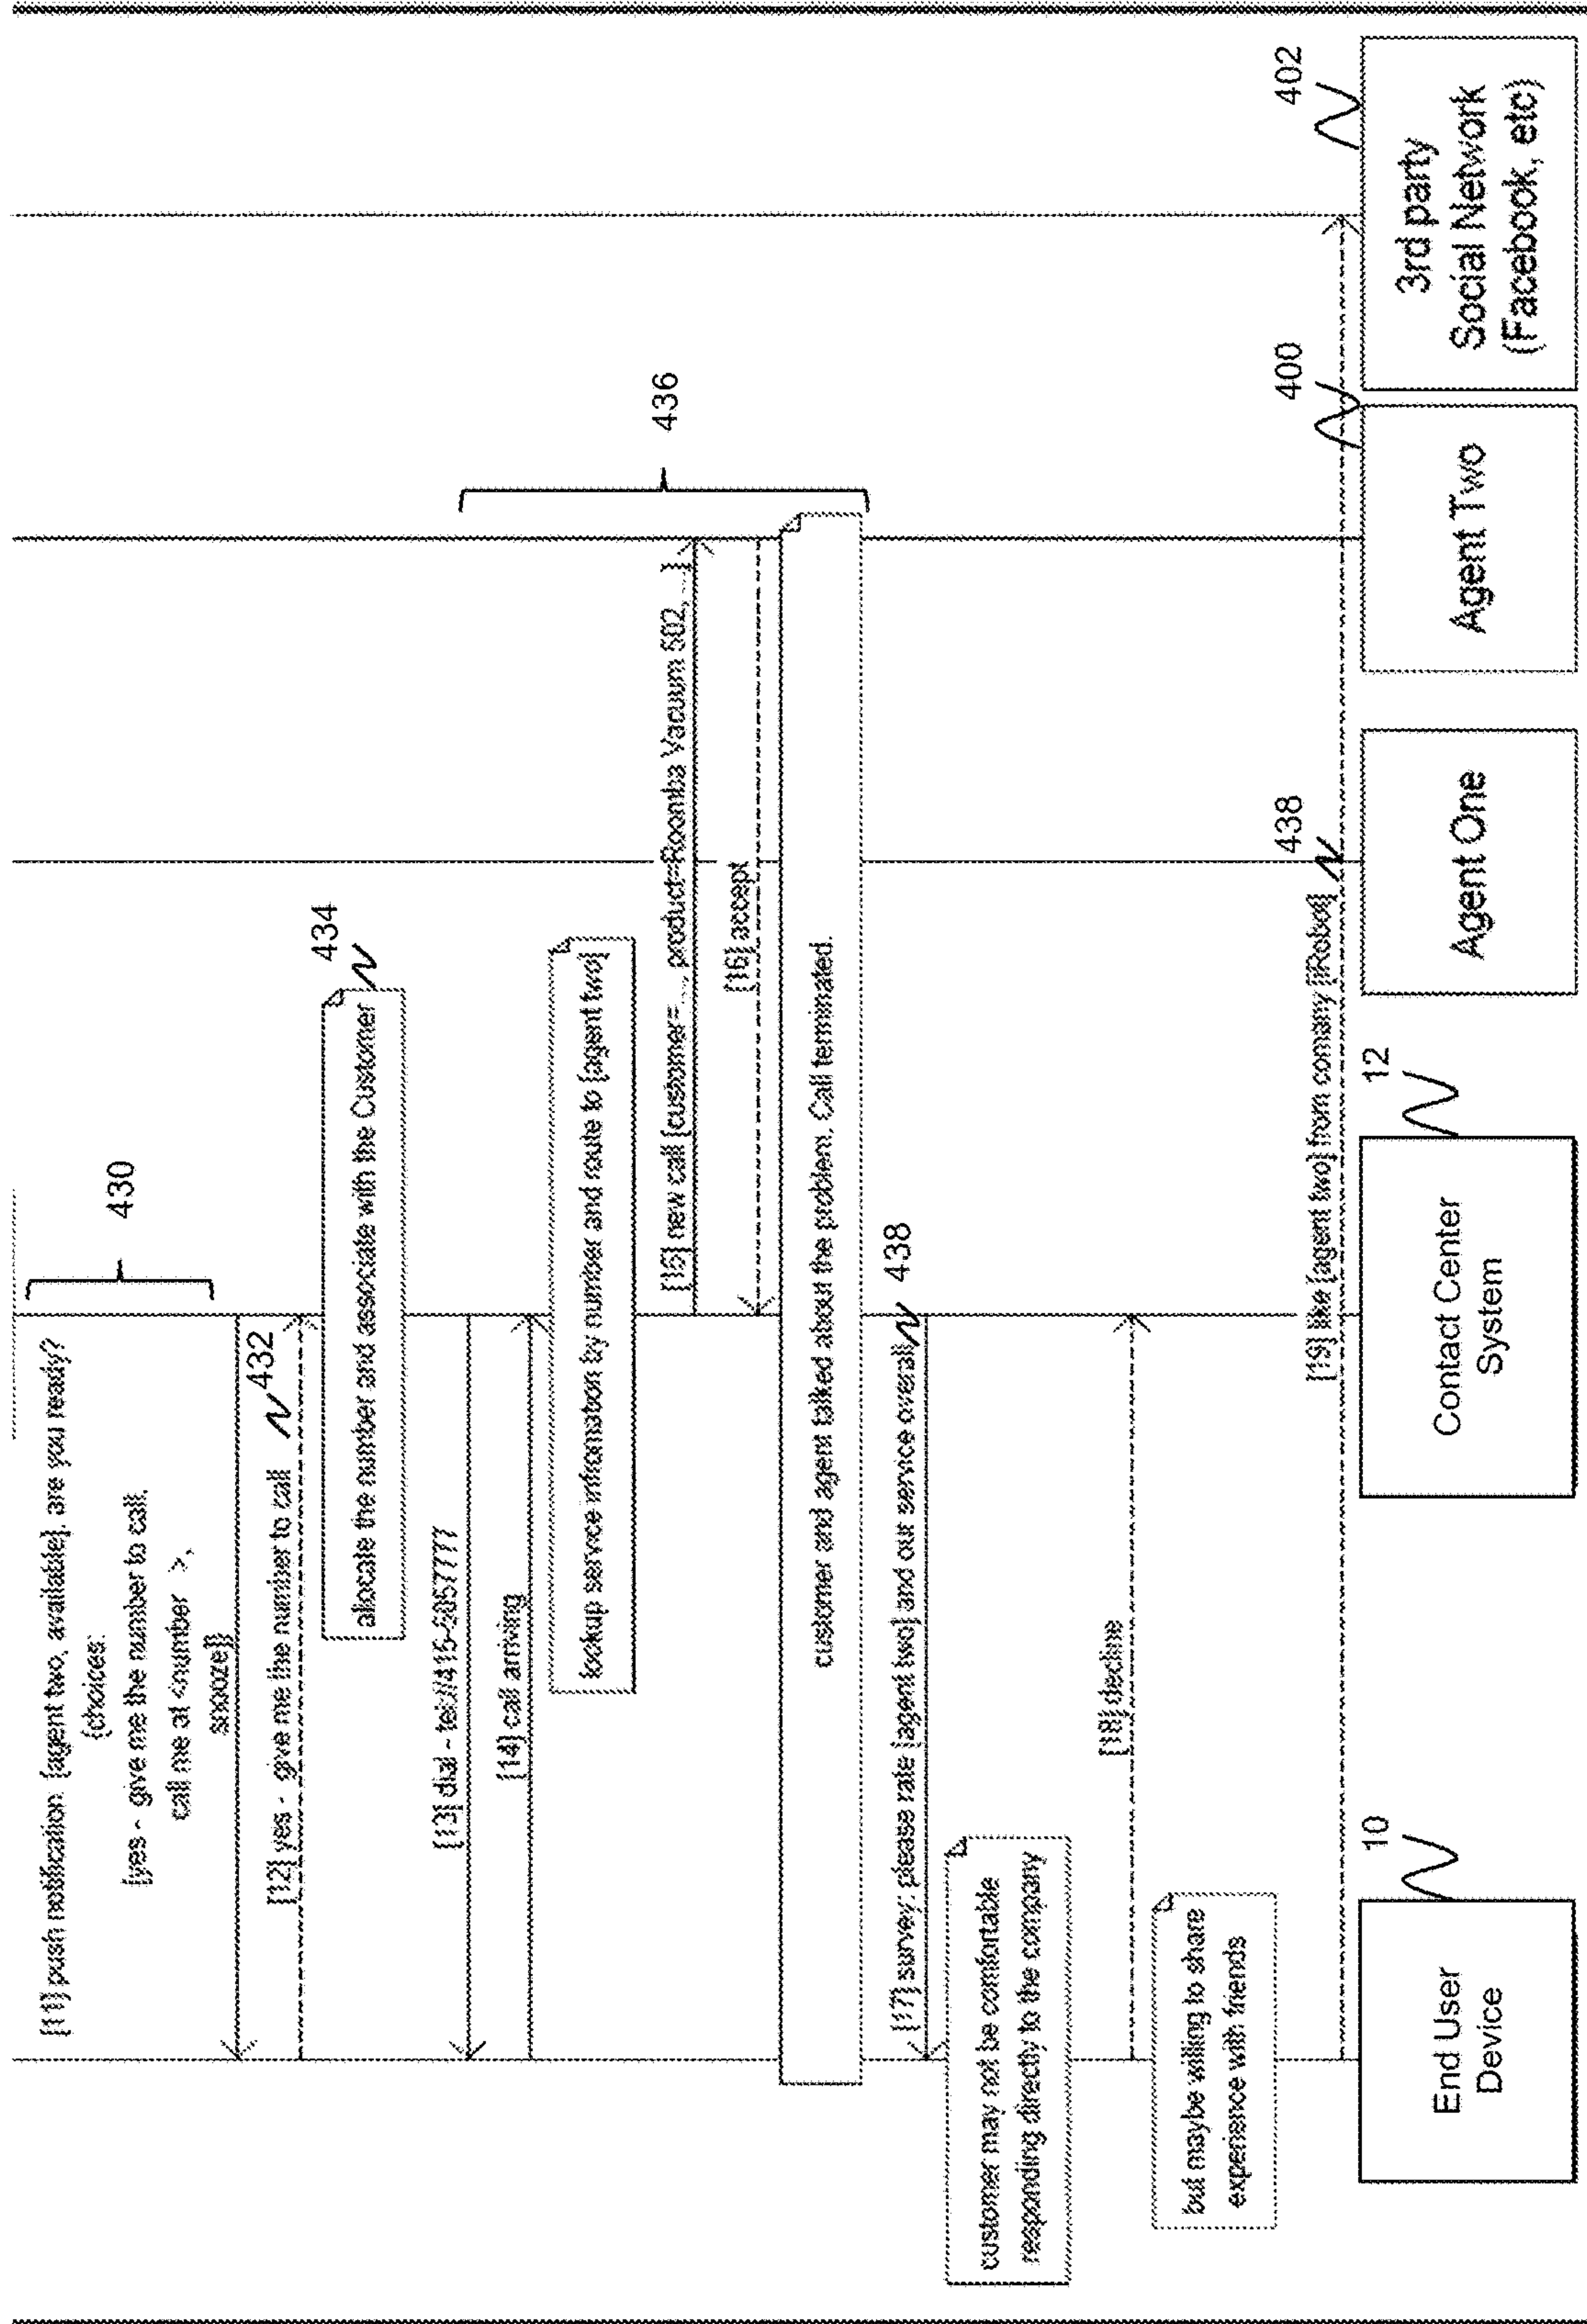 [11] push notification {agent two, available}, are you ready?
{choices:
[yes - give me the number to call,
call me at <number >,
snooze]}
430
[12] yes - give me the number to call
432
allocate the number and associate with the Customer
434
[13] dial - tel://415-
[14] call arriving
lookup service infromation by number and route to [agent two]
[15] new call {customer=..., product=Roomba Vacuum 502, ...}
[16] accept
436
customer and agent talked about the problem. Call terminated.
[17] survey: please rate [agent two] and our service overall
438
customer may not be comfortable
responding directly to the company
[18] decline
but maybe willing to share
experience with friends
[19] like [agent two] from comany [iRobot]
438
End User
Device
10
Contact Center
System
12
Agent One
Agent Two
400
3rd party
Social Network
(Facebook, etc)
402